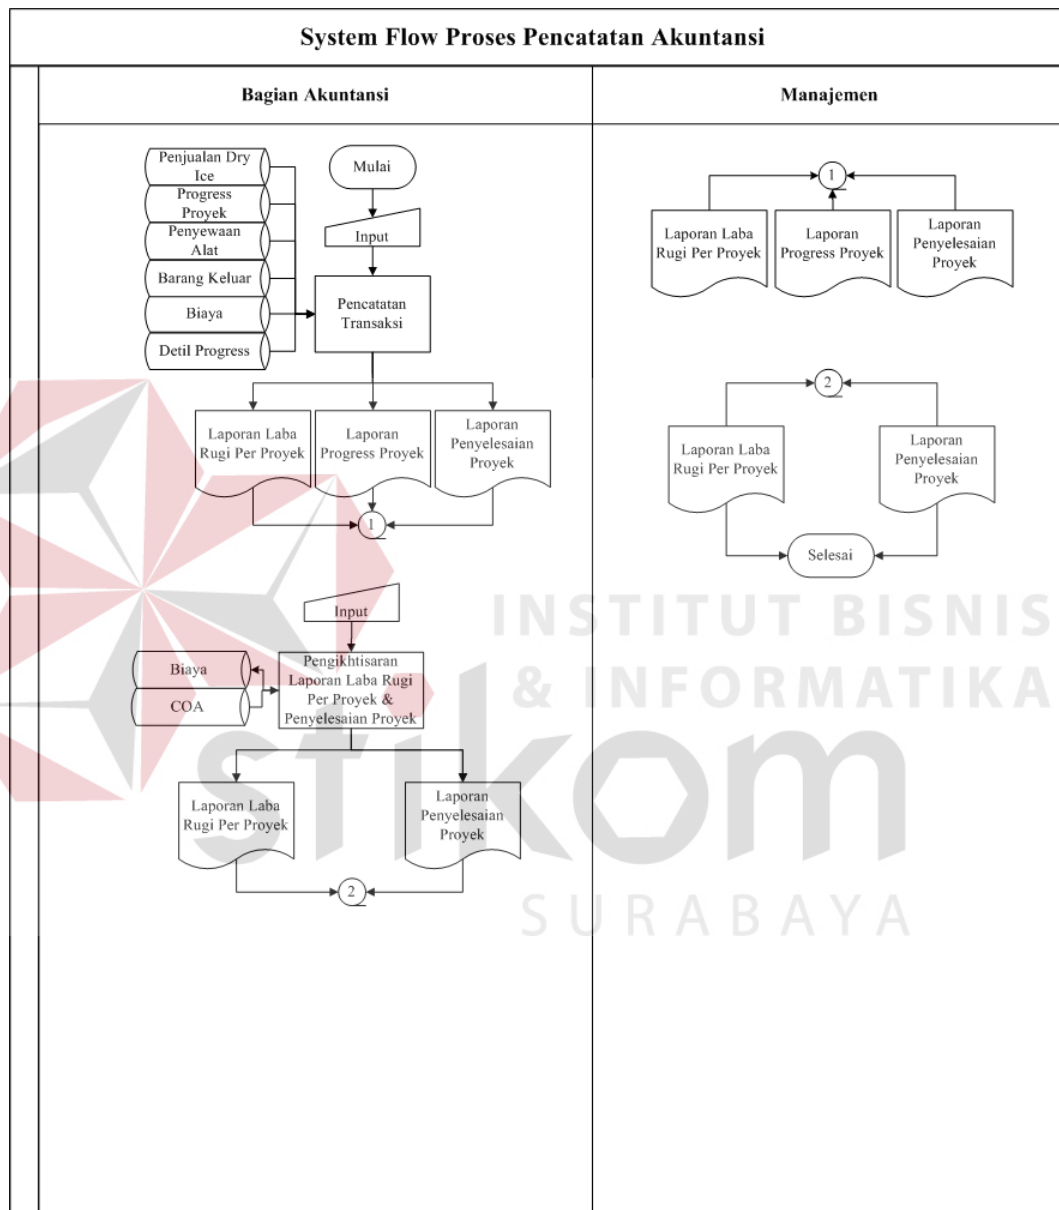 System Flow Proses Pencatatan Akuntansi
Bagian Akuntansi
Manajemen
Penjualan Dry
Ice
Progress
Proyek
Penyewaan
Alat
Barang Keluar
Biaya
Detil Progress
Mulai
Input
Pencatatan
Transaksi
Laporan Laba
Rugi Per Proyek
Laporan
Progress Proyek
Laporan
Penyelesaian
Proyek
1
Input
Biaya
COA
Pengikhtisaran
Laporan Laba Rugi
Per Proyek &
Penyelesaian Proyek
Laporan Laba
Rugi Per Proyek
Laporan
Penyelesaian
Proyek
2
1
Laporan Laba
Rugi Per Proyek
Laporan
Progress Proyek
Laporan
Penyelesaian
Proyek
2
Laporan Laba
Rugi Per Proyek
Laporan
Penyelesaian
Proyek
Selesai
INSTITUT BISNIS
& INFORMATIKA
stikom
SURABAYA